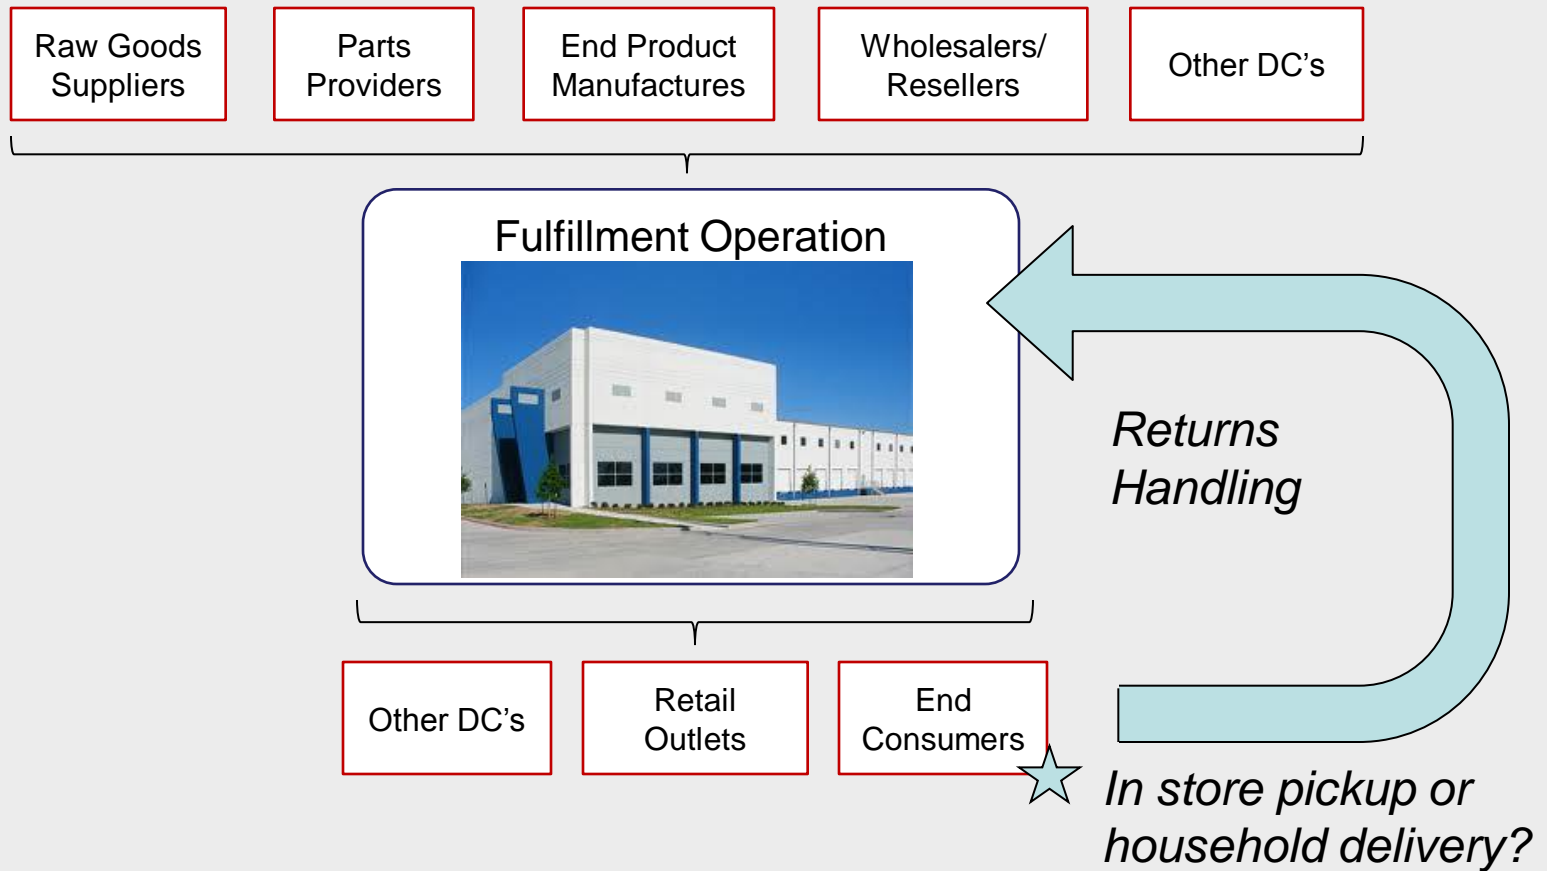 Raw Goods
Suppliers
Parts
Providers
End Product
Manufactures
Wholesalers/
Resellers
Other DC's
Fulfillment Operation
Returns
Handling
Other DC's
Retail
Outlets
End
Consumers
In store pickup or
household delivery?